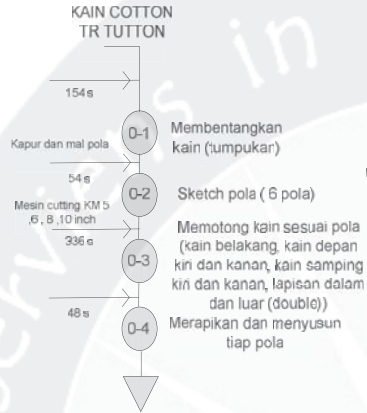 KAIN COTTON
TR TUTTON
154 s
0-1
Membentangkan
kain (tumpukan)
Kapur dan mal pola
54 s
0-2
Sketch pola ( 6 pola)
Mesin cutting KM 5
,6 , 8 ,10 inch
336 s
0-3
Memotong kain sesuai pola
(kain belakang, kain depan
kiri dan kanan, kain samping
kiri dan kanan, lapisan dalam
dan luar (double))
48 s
0-4
Merapikan dan menyusun
tiap pola
in